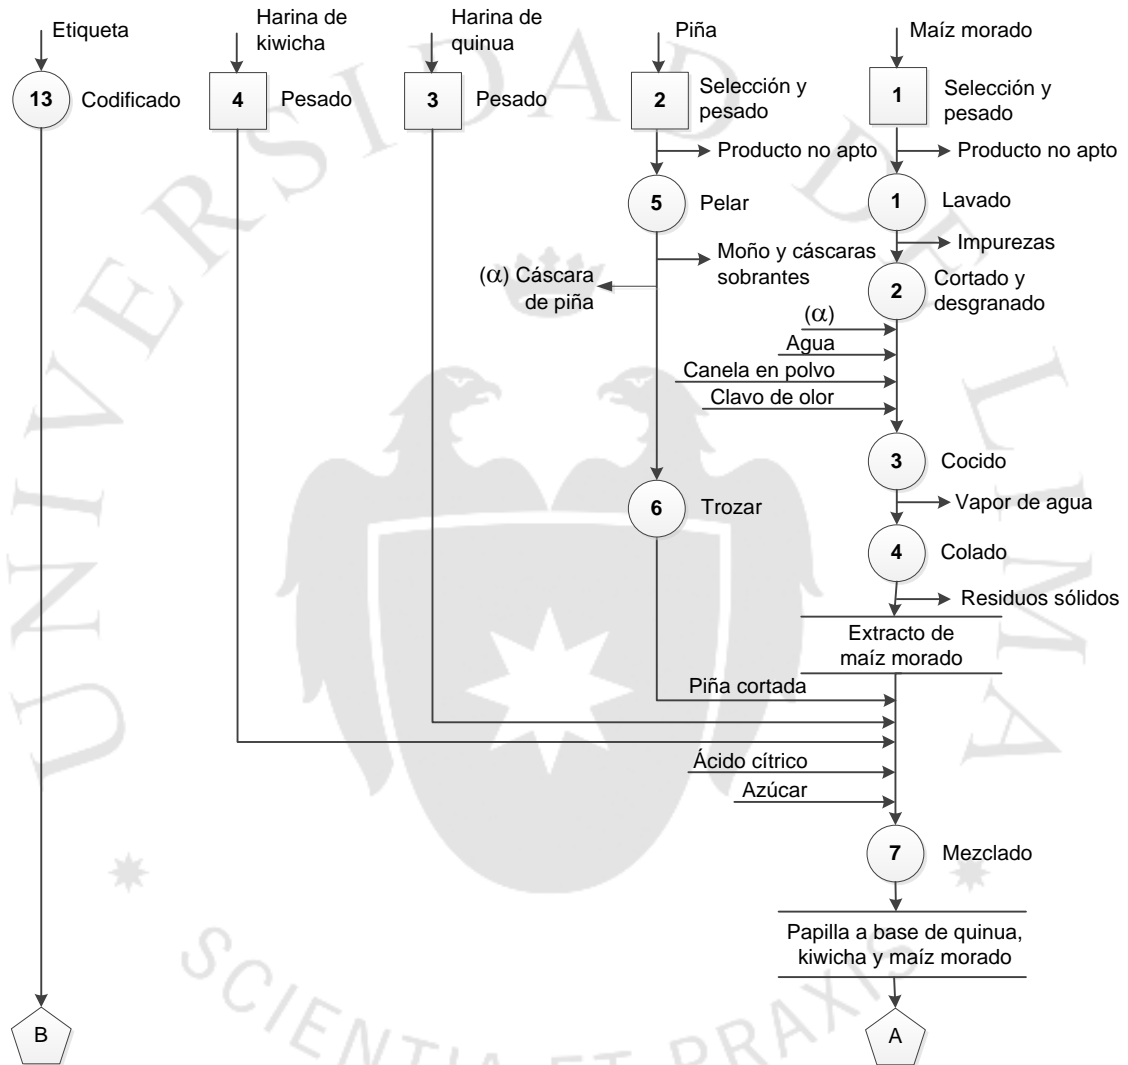 Etiqueta
Harina de
kiwicha
Harina de
quinua
Piña
Maíz morado
13
Codificado
4
Pesado
3
Pesado
2
Selección y
pesado
1
Selección y
pesado
Producto no apto
Producto no apto
5
Pelar
1
Lavado
Impurezas
Moño y cáscaras
sobrantes
(α) Cáscara
de piña
2
Cortado y
desgranado
(α)
Agua
Canela en polvo
Clavo de olor
3
Cocido
Vapor de agua
6
Trozar
4
Colado
Residuos sólidos
Extracto de
maíz morado
Piña cortada
Ácido cítrico
Azúcar
7
Mezclado
Papilla a base de quinua,
kiwicha y maíz morado
B
A
UNIVERSIDAD DE LIMA
SCIENTIA ET PRAXIS